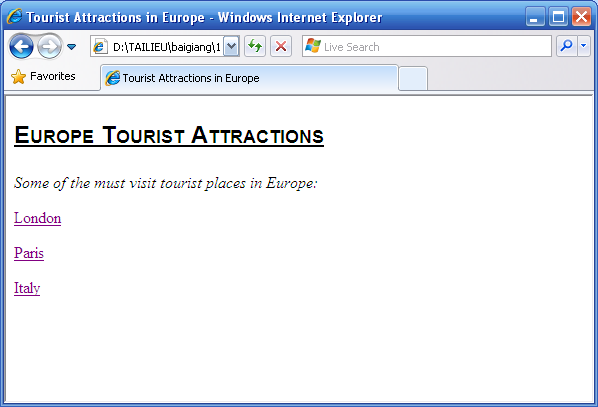 Tourist Attractions in Europe - Windows Internet Explorer
D:\TAILIEU\baigiang\1
Live Search
Favorites
Tourist Attractions in Europe
Europe Tourist Attractions
Some of the must visit tourist places in Europe:
London
Paris
Italy